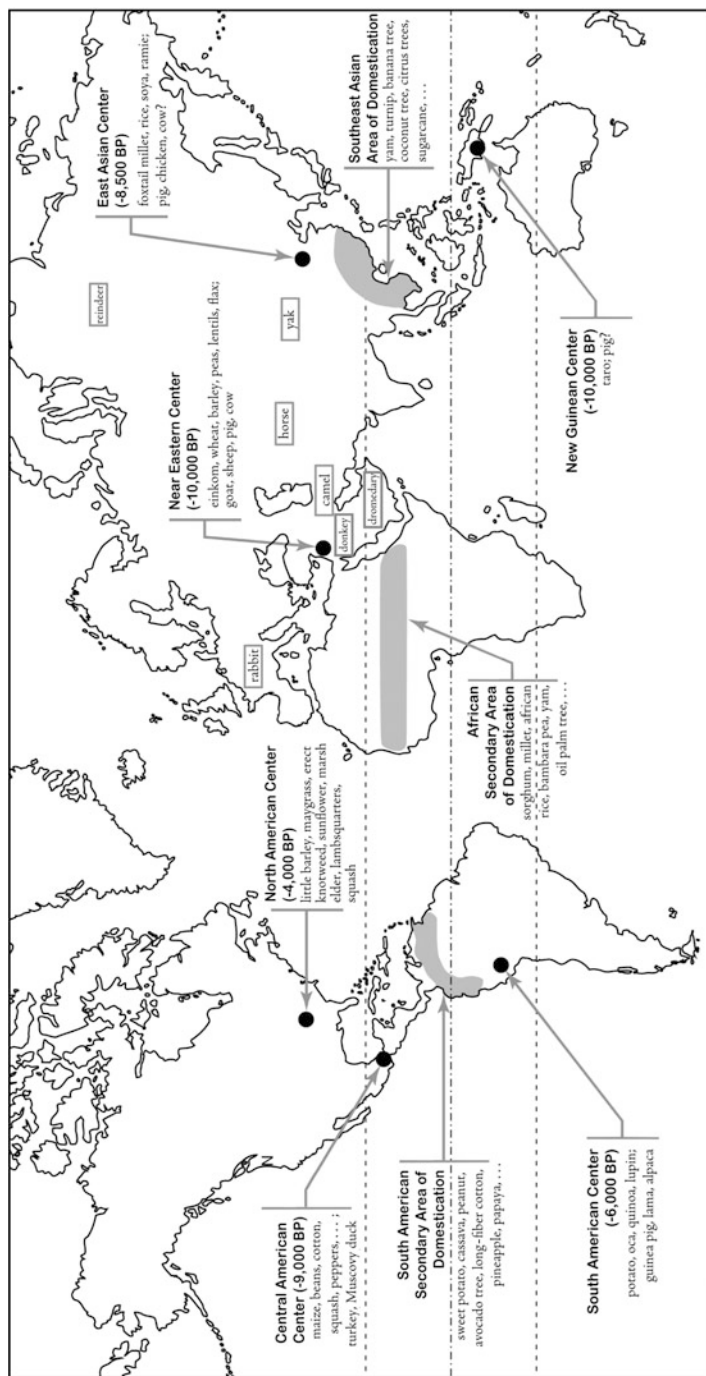 Central American
Center (-9,000 BP)
maize, beans, cotton,
squash, peppers, . . . ;
turkey, Muscovy duck
North American Center
(-4,000 BP)
little barley, maygrass, erect
knotweed, sunflower, marsh
elder, lambsquarters,
squash
South American
Secondary Area of
Domestication
sweet potato, cassava, peanut,
avocado tree, long-fiber cotton,
pineapple, papaya, . . .
South American Center
(-6,000 BP)
potato, oca, quinoa, lupin;
guinea pig, lama, alpaca
rabbit
Near Eastern Center
(-10,000 BP)
einkorn, wheat, barley, peas, lentils, flax;
goat, sheep, pig, cow
donkey
camel
dromedary
horse
yak
reindeer
African
Secondary Area
of Domestication
sorghum, millet, african
rice, bambara pea, yam,
oil palm tree, . . .
East Asian Center
(-8,500 BP)
foxtail millet, rice, soya, ramie;
pig, chicken, cow?
Southeast Asian
Area of Domestication
yam, turnip, banana tree,
coconut tree, citrus trees,
sugarcane, . . .
New Guinean Center
(-10,000 BP)
taro; pig?